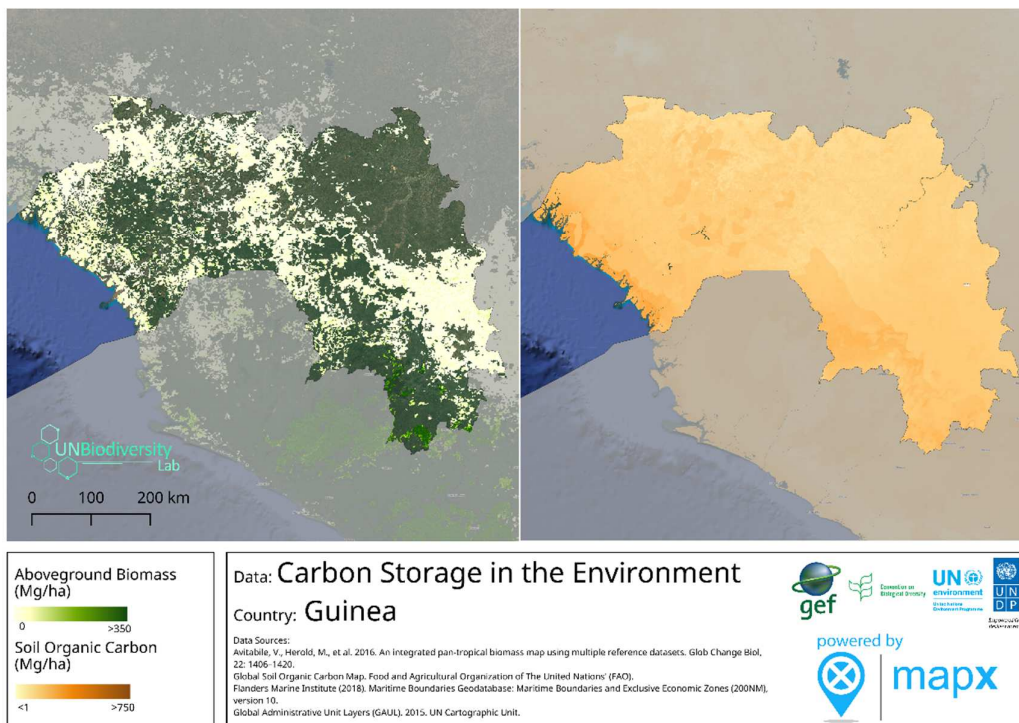 UNBiodiversity
Lab
0 100 200 km
Aboveground Biomass
(Mg/ha)
0 >350
Soil Organic Carbon
(Mg/ha)
<1 >750
Data: Carbon Storage in the Environment
Country: Guinea
Data Sources:
Avitabile, V., Herold, M., et al. 2016. An integrated pan-tropical biomass map using multiple reference datasets. Glob Change Biol,
22: 1406–1420.
Global Soil Organic Carbon Map. Food and Agricultural Organization of The United Nations' (FAO).
Flanders Marine Institute (2018). Maritime Boundaries Geodatabase: Maritime Boundaries and Exclusive Economic Zones (200NM),
version 10.
Global Administrative Unit Layers (GAUL). 2015. UN Cartographic Unit.
gef
Convention on
Biological Diversity
UN
environment
United Nations
Environment Programme
U N
D P
powered by
mapx